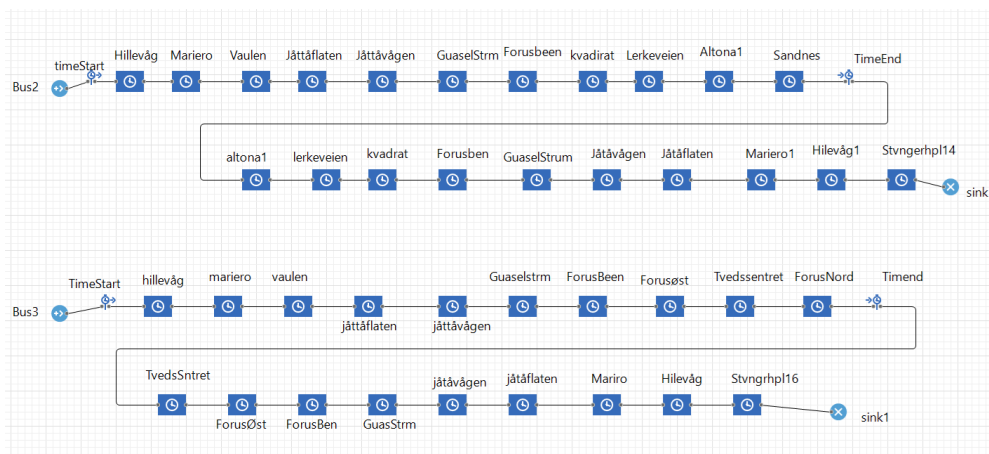 timeStart Hillevåg Mariero Vaulen Jåttåflaten Jåttåvågen GuaselStrm Forusbeen kvadirat Lerkeveien Altona1 Sandnes TimeEnd
Bus2
altona1 lerkeveien kvadrat Forusben GuaselStrum Jåtåvågen Jåtåflaten Mariero1 Hilevåg1 Stvngerhpl14
sink
TimeStart hillevåg mariero vaulen Guaselstrm ForusBeen Forusøst Tvedssentret ForusNord Timend
Bus3
jåttåflaten jåttåvågen
TvedsSntret jåtåvågen jåtåflaten Mariro Hilevåg Stvngrhpl16
sink1
ForusØst ForusBen GuasStrm